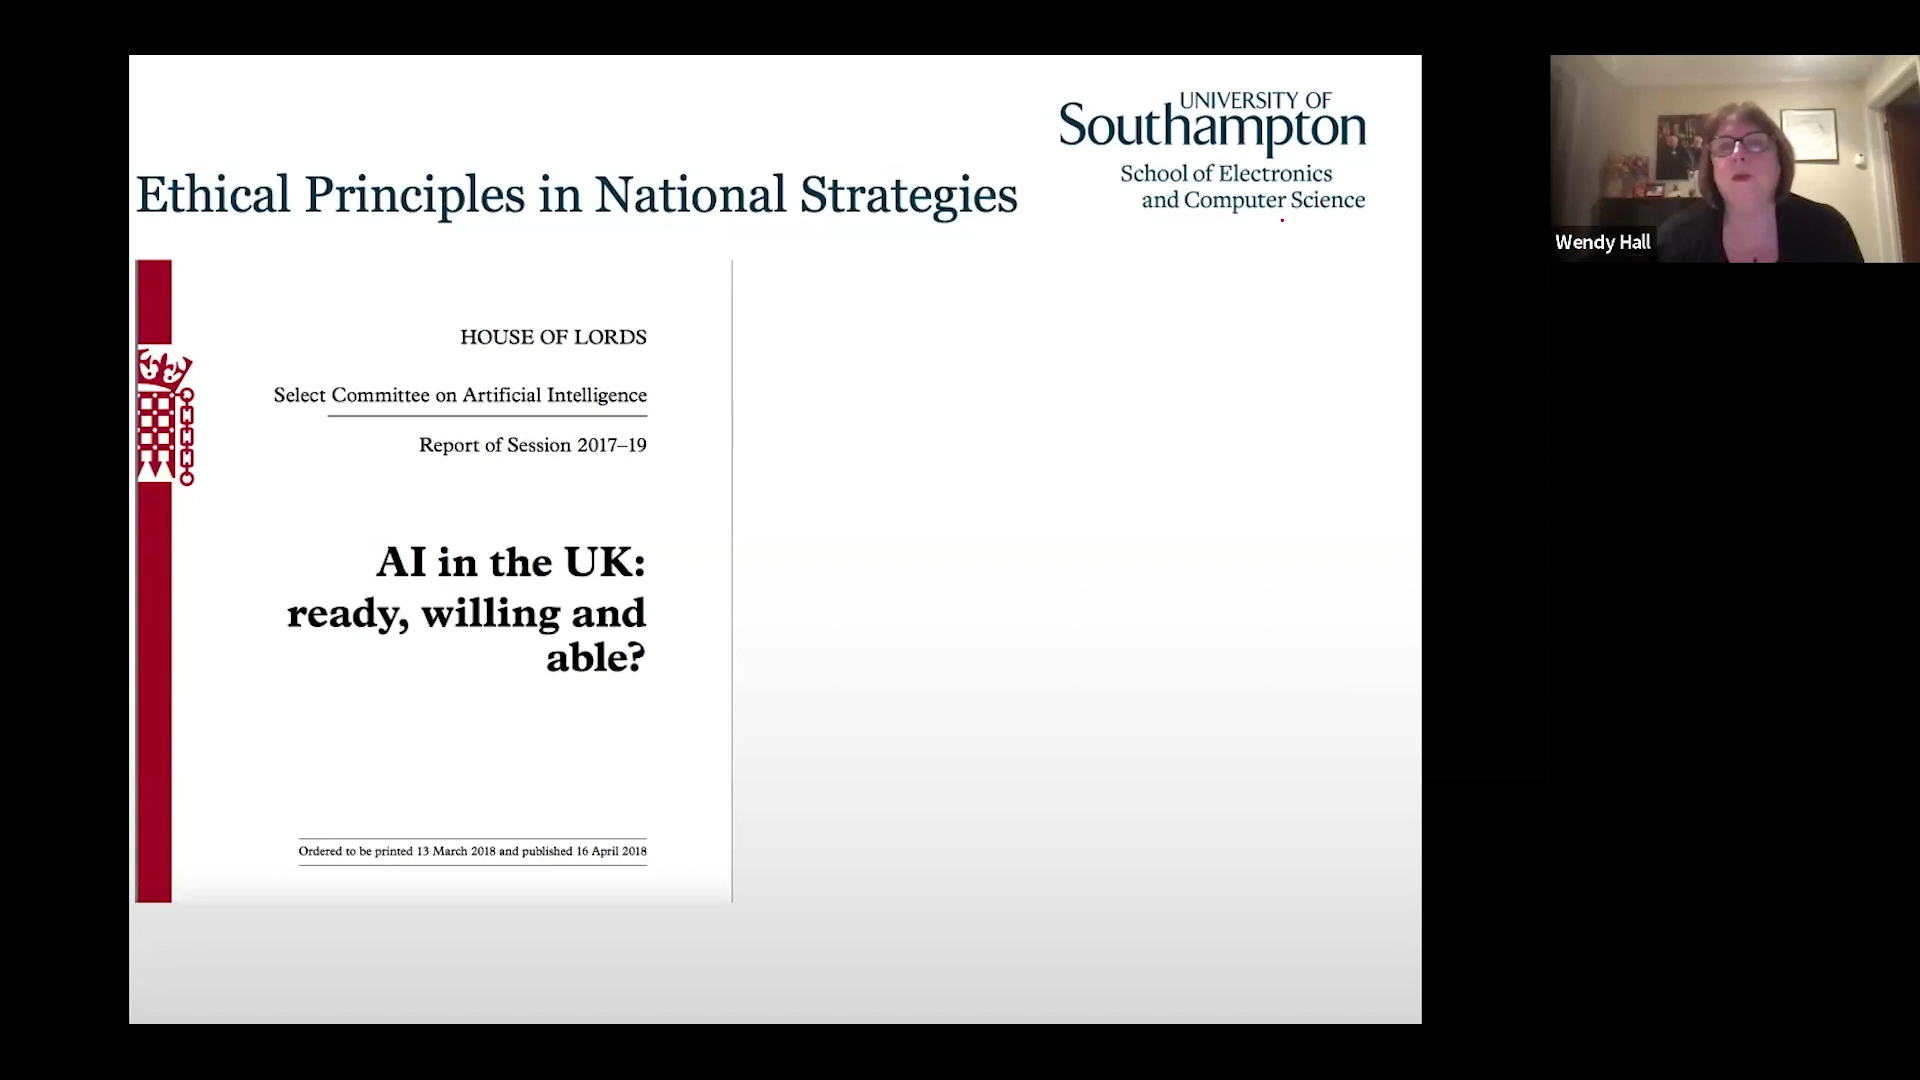 UNIVERSITY OF
Southampton
School of Electronics
and Computer Science
Ethical Principles in National Strategies
HOUSE OF LORDS
Select Committee on Artificial Intelligence
Report of Session 2017–19
AI in the UK:
ready, willing and
able?
Ordered to be printed 13 March 2018 and published 16 April 2018
Wendy Hall